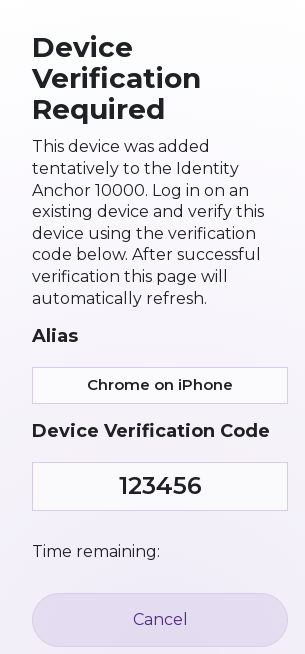 Device
Verification
Required
This device was added
tentatively to the Identity
Anchor 10000. Log in on an
existing device and verify this
device using the verification
code below. After successful
verification this page will
automatically refresh.
Alias
Chrome on iPhone
Device Verification Code
123456
Time remaining:
Cancel